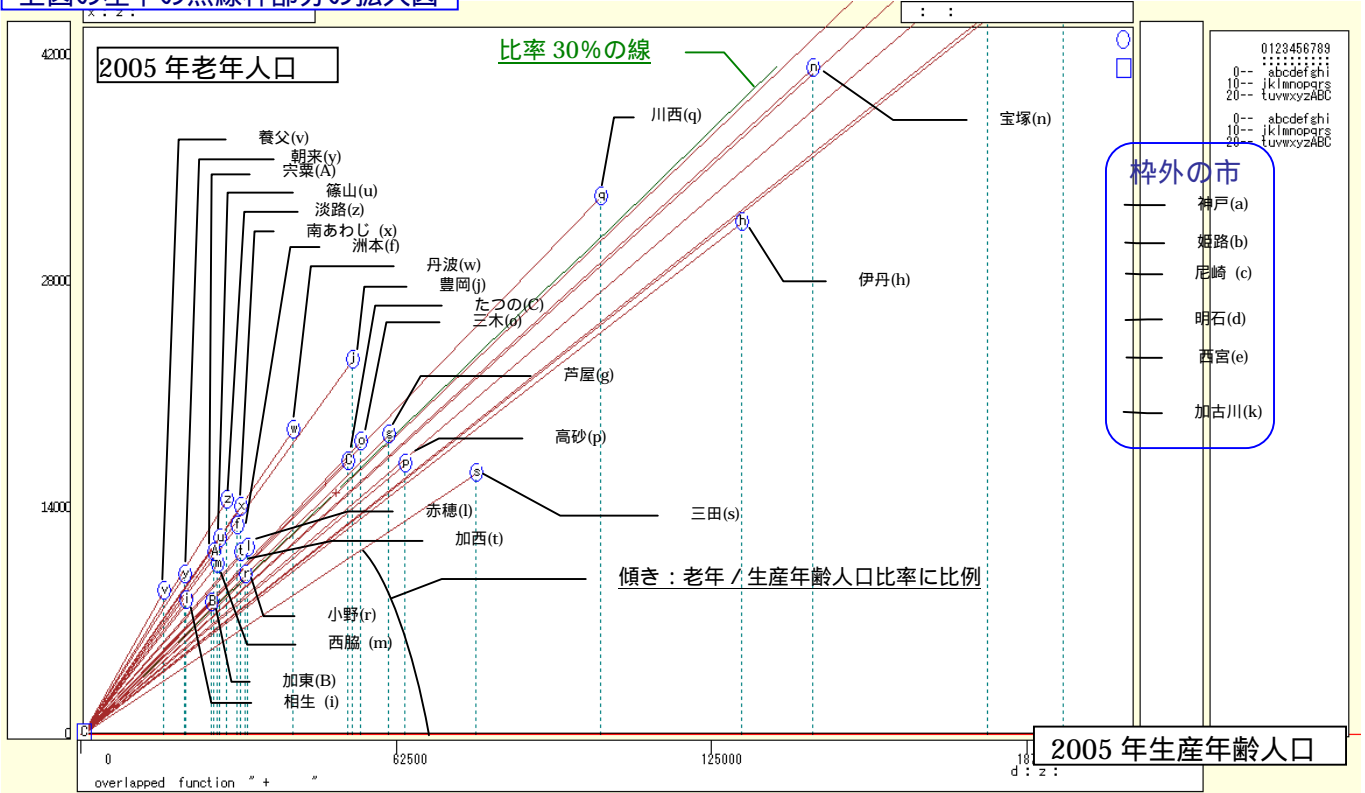 x : z :
: :
42000
2005 年老年人口
比率 30%の線
n
0123456789
0-- abcdefghi
10-- jklmnopqrs
20-- tuvwxyzABC
0-- abcdefghi
10-- jklmnopqrs
20-- tuvwxyzABC
川西(q)
宝塚(n)
養父(v)
朝来(y)
宍粟(A)
篠山(u)
淡路(z)
南あわじ (x)
洲本(f)
丹波(w)
豊岡(j)
たつの(C)
三木(o)
枠外の市
神戸(a)
姫路(b)
尼崎 (c)
明石(d)
西宮(e)
加古川(k)
q
h
28000
伊丹(h)
j
芦屋(g)
w
o
g
高砂(p)
C
p
s
z
x
14000
f
赤穂(l)
三田(s)
u
加西(t)
A
t
l
m
y
r
傾き：老年 / 生産年齢人口比率に比例
v
i
B
小野(r)
西脇 (m)
加東(B)
相生 (i)
0
2005 年生産年齢人口
0
62500
125000
d : z :
overlapped function " + "